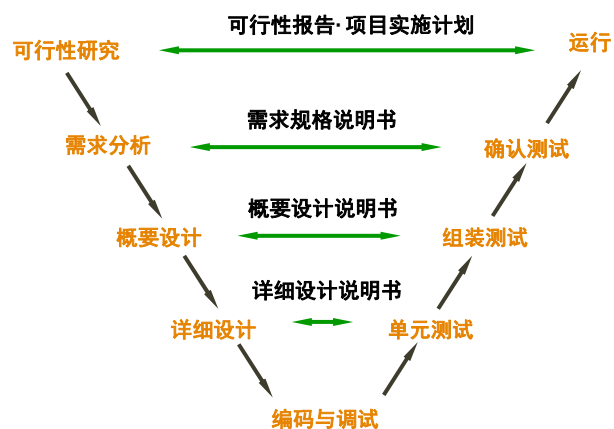 可行性报告·项目实施计划
可行性研究
运行
需求规格说明书
需求分析
确认测试
概要设计说明书
概要设计
组装测试
详细设计说明书
详细设计
单元测试
编码与调试